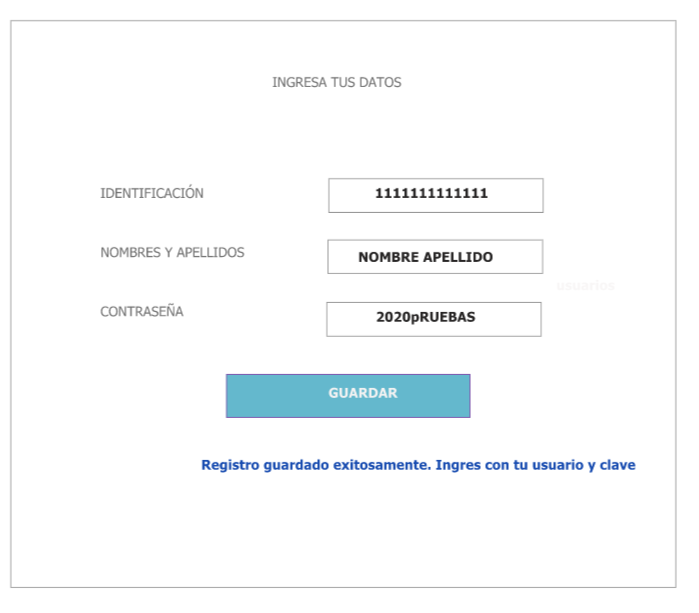 INGRESA TUS DATOS
IDENTIFICACIÓN
1111111111111
NOMBRES Y APELLIDOS
NOMBRE APELLIDO
usuarios
CONTRASEÑA
2020pRUEBAS
GUARDAR
Registro guardado exitosamente. Ingres con tu usuario y clave